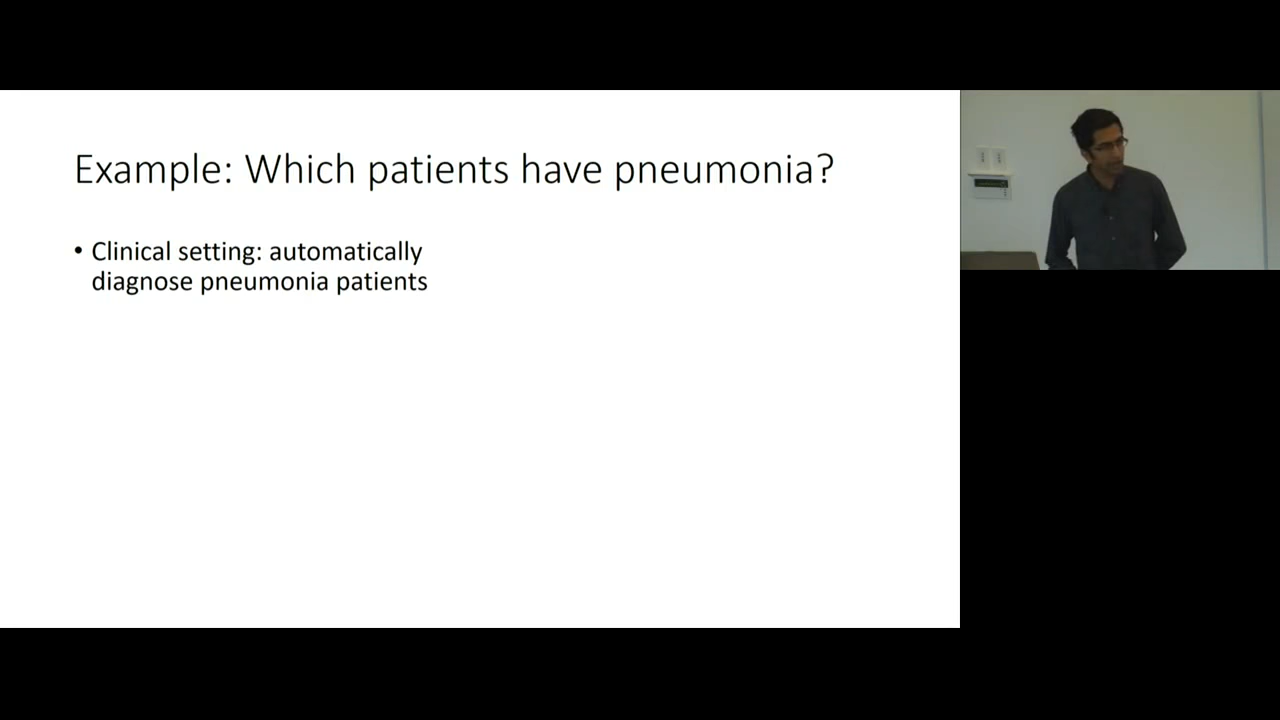 Example: Which patients have pneumonia?
• Clinical setting: automatically
diagnose pneumonia patients